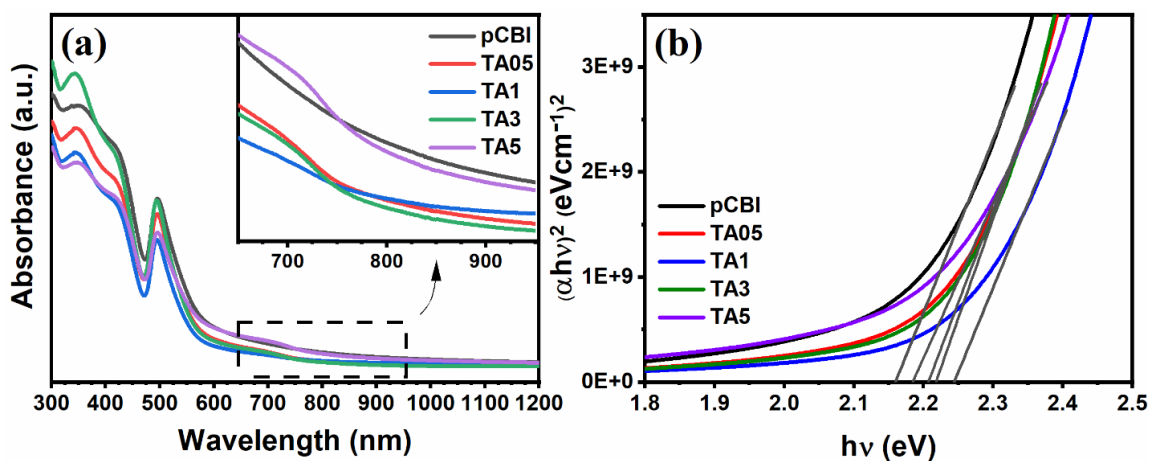 (a)
Absorbance (a.u.)
pCBI
TA05
TA1
TA3
TA5
700 800 900
300 400 500 600 700 800 900 1000 1100 1200
Wavelength (nm)
(b)
(αhν)² (eVcm⁻¹)²
3E+9
2E+9
1E+9
0E+0
pCBI
TA05
TA1
TA3
TA5
1.8 1.9 2.0 2.1 2.2 2.3 2.4 2.5
hν (eV)